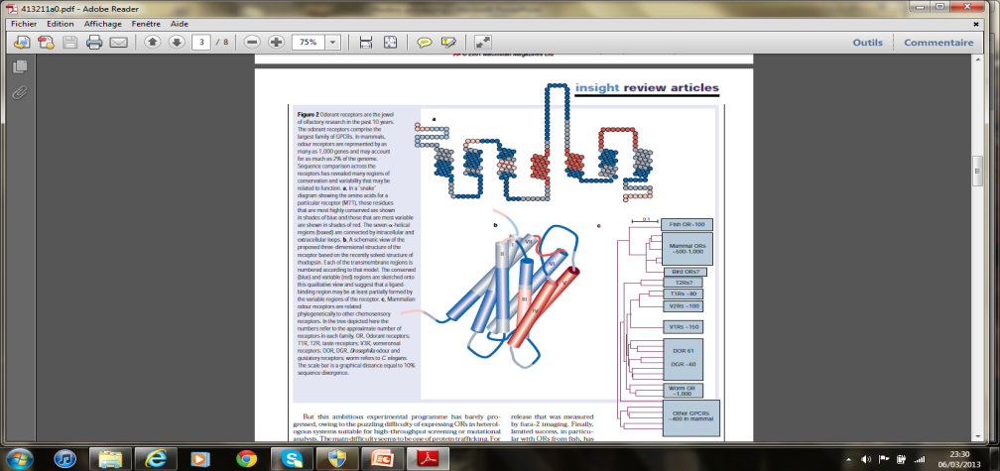 413211a0.pdf - Adobe Reader
Fichier Edition Affichage Fenêtre Aide
3 / 8 75% Outils Commentaire
© 2001 Macmillan Magazines Ltd
insight review articles
Figure 2 Odorant receptors are the jewel
of olfactory research in the past 10 years.
The odorant receptors comprise the
largest family of GPCRs. In mammals,
odour receptors are represented by as
many as 1,000 genes and may account
for as much as 2% of the genome.
Sequence comparison across the
receptors has revealed many regions of
conservation and variability that may be
related to function. a, In a 'snake'
diagram showing the amino acids for a
particular receptor (M71), those residues
that are most highly conserved are shown
in shades of blue and those that are most variable
are shown in shades of red. The seven α-helical
regions (boxed) are connected by intracellular and
extracellular loops. b, A schematic view of the
proposed three-dimensional structure of the
receptor based on the recently solved structure of
rhodopsin. Each of the transmembrane regions is
numbered according to that model. The conserved
(blue) and variable (red) regions are sketched onto
this qualitative view and suggest that a ligand-
binding region may be at least partially formed by
the variable regions of the receptor. c, Mammalian
odour receptors are related
phylogenetically to other chemosensory
receptors. In the tree depicted here the
numbers refer to the approximate number of
receptors in each family. OR, Odorant receptors;
T1R, T2R, taste receptors; V3R, vomeronasal
receptors; DOR, DGR, Drosophila odour and
gustatory receptors; worm refers to C. elegans.
The scale bar is a graphical distance equal to 10%
sequence divergence.
a
b
I
II
III
IV
V
VI
VII
c
0.1
Fish OR ~100
Mammal ORs
~500-1,000
Bird ORs?
T2Rs?
T1Rs ~80
V2RS ~100
V1RS ~150
DOR 61
DGR ~60
Worm OR
~1,000
Other GPCRs
~400 in mammal
But this ambitious experimental programme has barely pro-
gressed, owing to the puzzling difficulty of expressing ORs in heterol-
ogous systems suitable for high-throughput screening or mutational
analysis. The main difficulty seems to be one of protein trafficking. For
release that was measured
by fura-2 imaging. Finally,
limited success, in particu-
lar with ORs from fish, has
23:30
06/03/2013